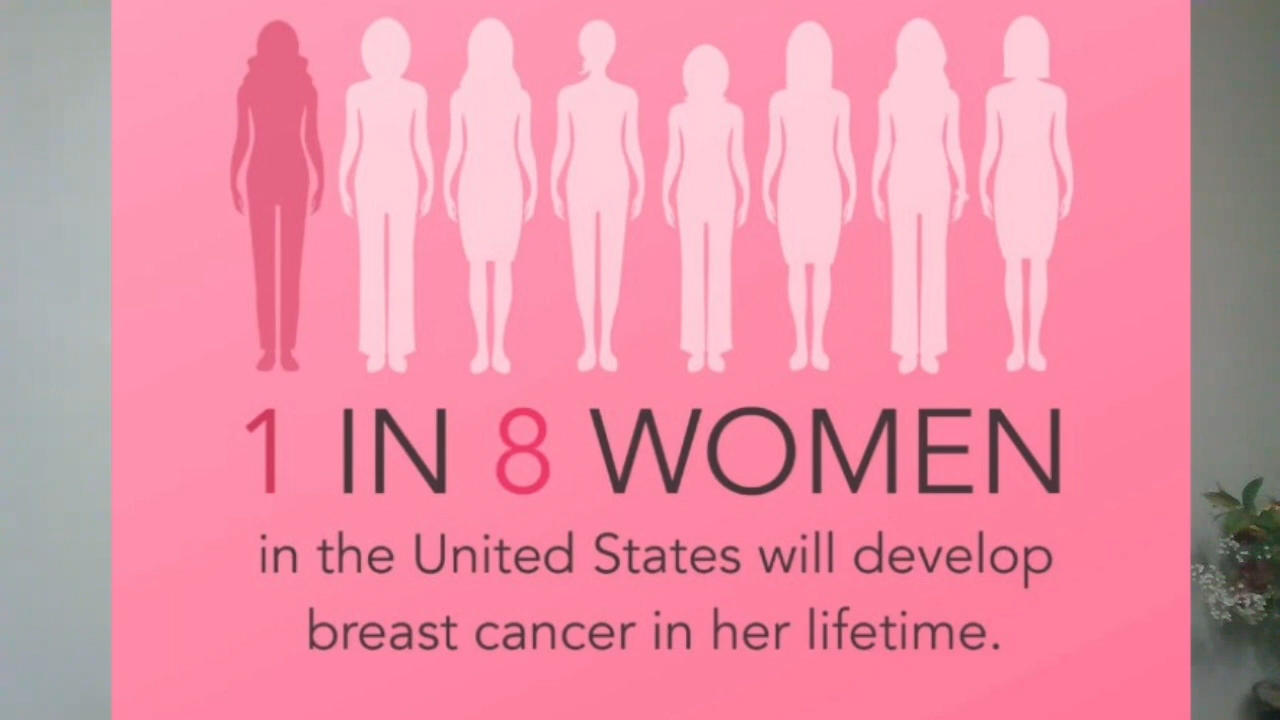 1 IN 8 WOMEN
in the United States will develop
breast cancer in her lifetime.